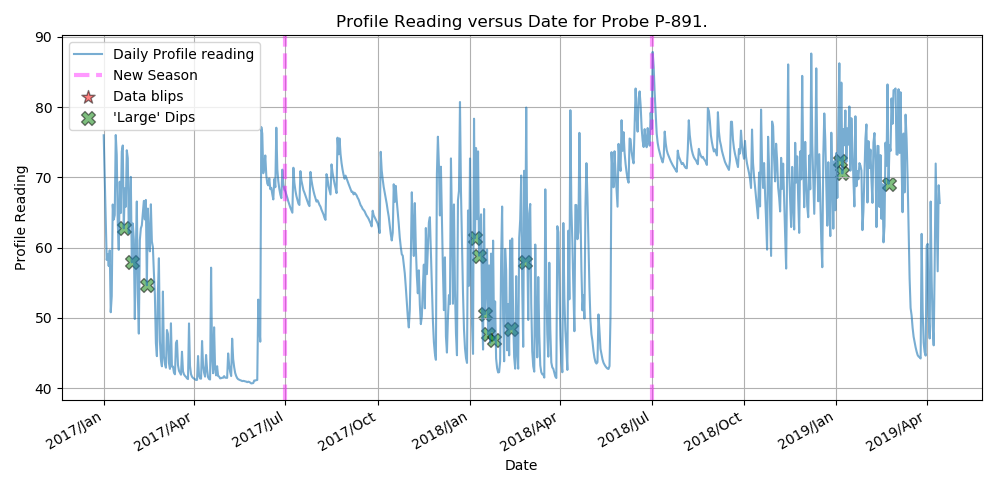 Profile Reading versus Date for Probe P-891.
Daily Profile reading
New Season
Data blips
'Large' Dips
Profile Reading
90
80
70
60
50
40
2017/Jan
2017/Apr
2017/Jul
2017/Oct
2018/Jan
2018/Apr
2018/Jul
2018/Oct
2019/Jan
2019/Apr
Date